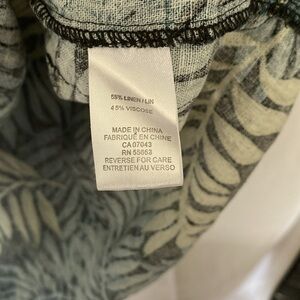 55% LINEN / LIN
45% VISCOSE
MADE IN CHINA
FABRIQUÉ EN CHINE
CA 07043
RN 55663
REVERSE FOR CARE
ENTRETIEN AU VERSO